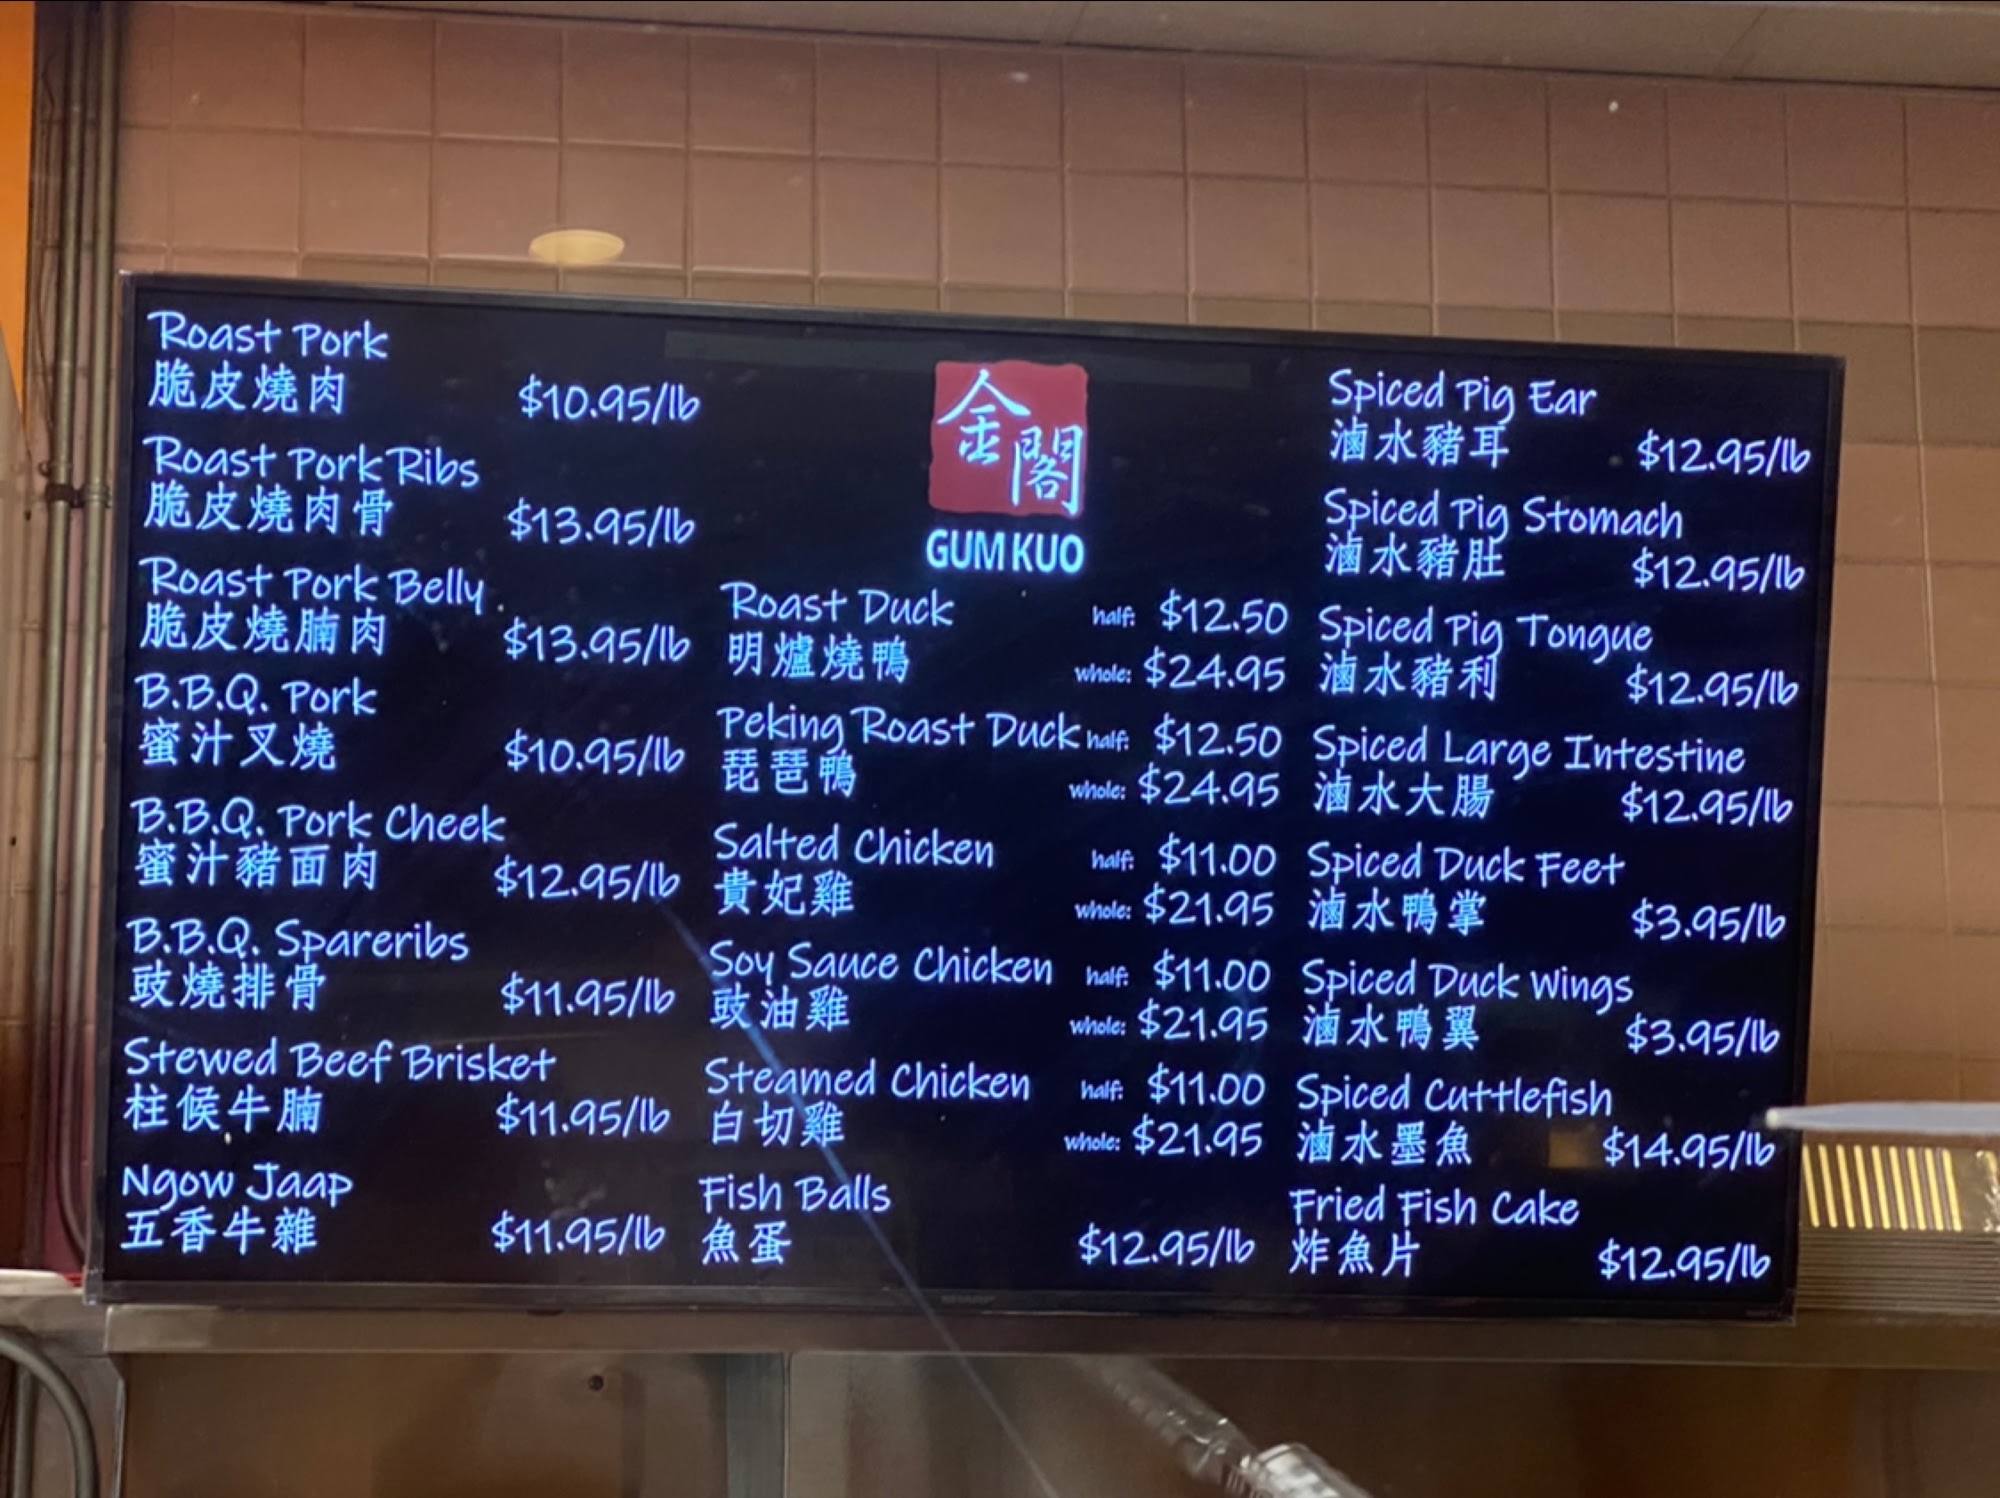 Roast Pork
脆皮燒肉 $10.95/lb
Roast Pork Ribs
脆皮燒肉骨 $13.95/lb
Roast Pork Belly
脆皮燒腩肉 $13.95/lb
B.B.Q. Pork
蜜汁叉燒 $10.95/lb
B.B.Q. Pork Cheek
蜜汁豬面肉 $12.95/lb
B.B.Q. Spareribs
豉燒排骨 $11.95/lb
Stewed Beef Brisket
柱候牛腩 $11.95/lb
Ngow Jaap
五香牛雜 $11.95/lb
金閣
GUM KUO
Roast Duck half: $12.50
明爐燒鴨 whole: $24.95
Peking Roast Duck half: $12.50
琵琶鴨 whole: $24.95
Salted Chicken half: $11.00
貴妃雞 whole: $21.95
Soy Sauce Chicken half: $11.00
豉油雞 whole: $21.95
Steamed Chicken half: $11.00
白切雞 whole: $21.95
Fish Balls
魚蛋 $12.95/lb
Spiced Pig Ear
滷水豬耳 $12.95/lb
Spiced Pig Stomach
滷水豬肚 $12.95/lb
Spiced Pig Tongue
滷水豬利 $12.95/lb
Spiced Large Intestine
滷水大腸 $12.95/lb
Spiced Duck Feet
滷水鴨掌 $3.95/lb
Spiced Duck Wings
滷水鴨翼 $3.95/lb
Spiced Cuttlefish
滷水墨魚 $14.95/lb
Fried Fish Cake
炸魚片 $12.95/lb